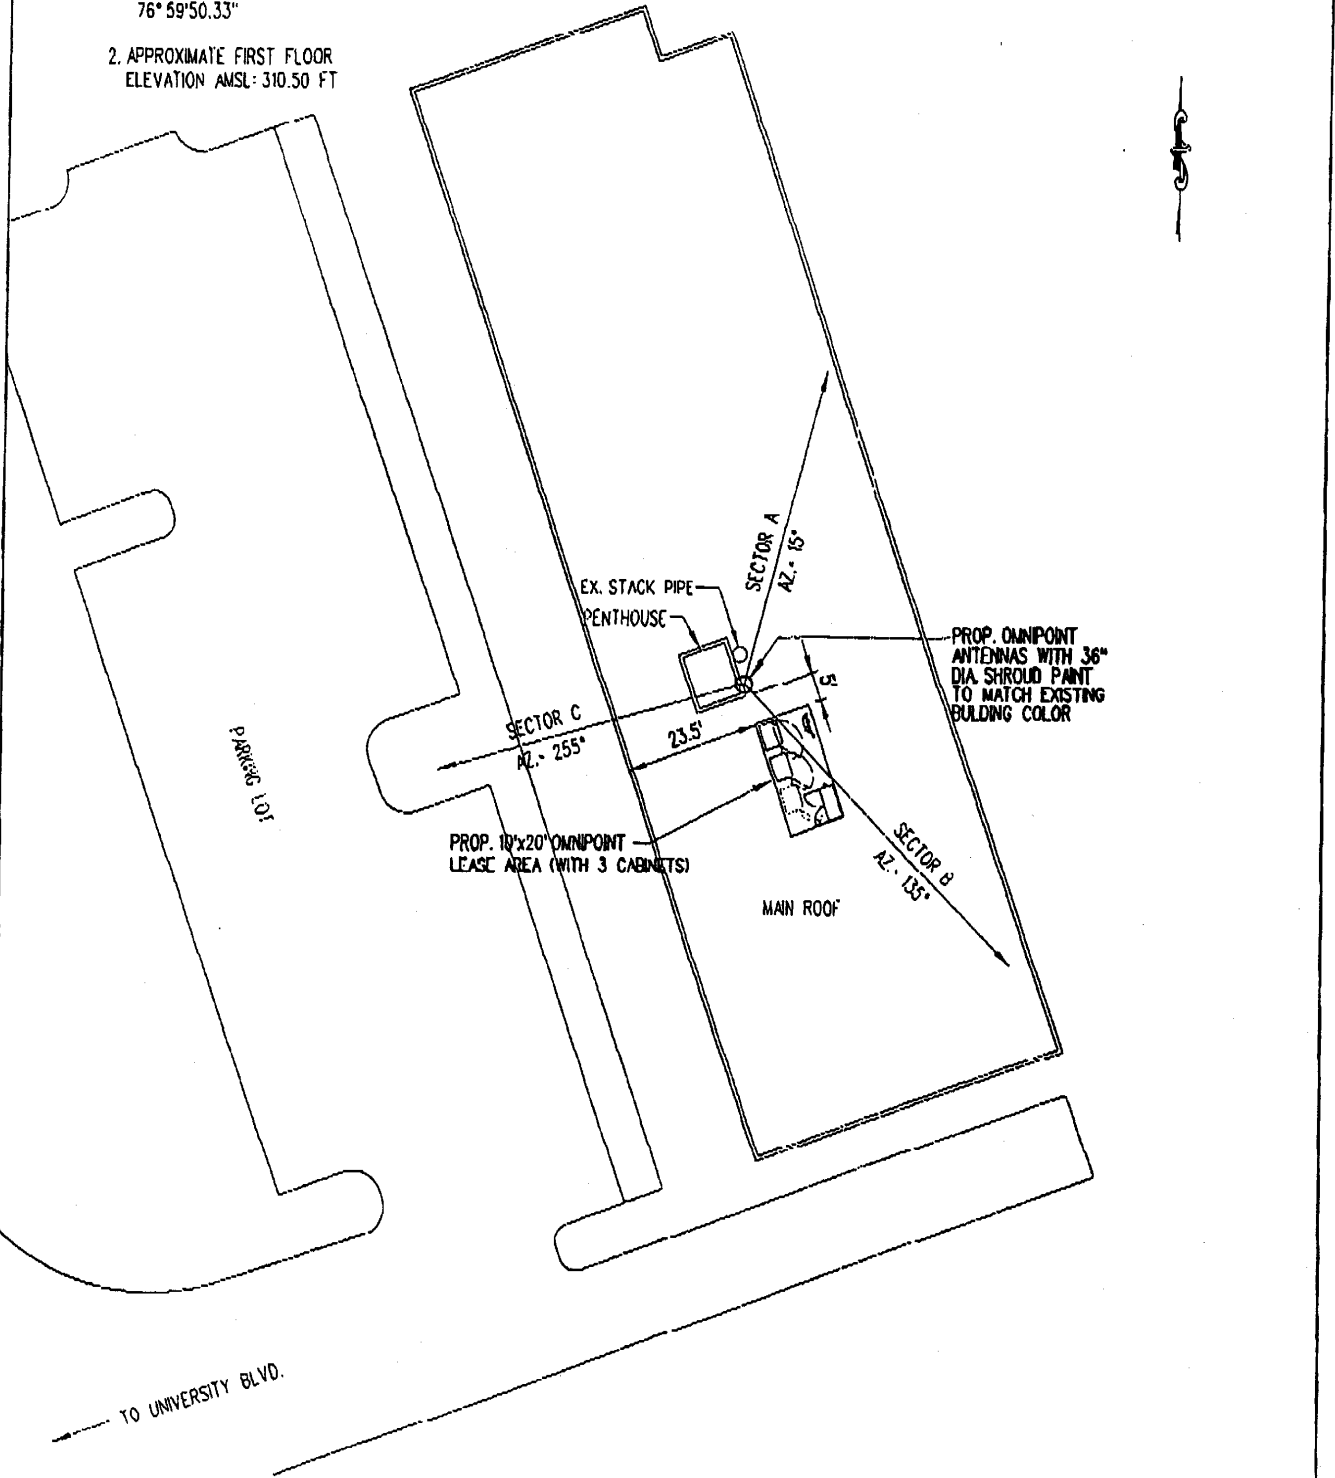 76° 59'50.33"
2. APPROXIMATE FIRST FLOOR
ELEVATION AMSL: 310.50 FT
SECTOR A
AZ. = 15°
EX. STACK PIPE
PENTHOUSE
PROP. OMNIPOINT
ANTENNAS WITH 36"
DIA. SHROUD PAINT
TO MATCH EXISTING
BULDING COLOR
5'
SECTOR C
AZ. = 255°
23.5'
PARKING LOT
PROP. 10'x20' OMNIPOINT
LEASE AREA (WITH 3 CABINETS)
SECTOR B
AZ. = 135°
MAIN ROOF
TO UNIVERSITY BLVD.